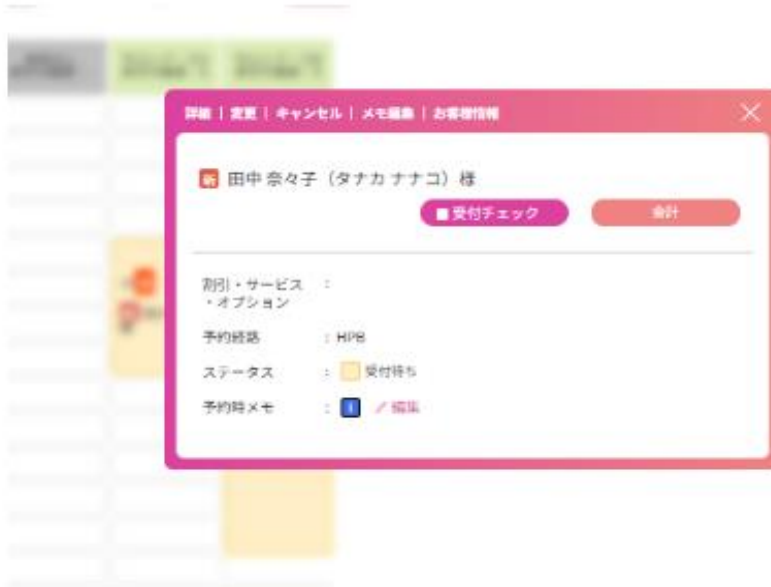 詳細 | 変更 | キャンセル | メモ編集 | お客様情報
新 田中 奈々子（タナカ ナナコ）様
受付チェック
会計
割引・サービス :
・オプション
予約経路 : HPB
ステータス : 受付待ち
予約時メモ : i 編集